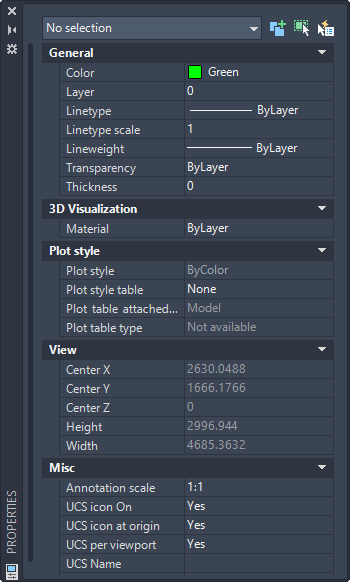 No selection
General
Color Green
Layer 0
Linetype ByLayer
Linetype scale 1
Lineweight ByLayer
Transparency ByLayer
Thickness 0
3D Visualization
Material ByLayer
Plot style
Plot style ByColor
Plot style table None
Plot table attached... Model
Plot table type Not available
View
Center X 2630.0488
Center Y 1666.1766
Center Z 0
Height 2996.944
Width 4685.3632
Misc
Annotation scale 1:1
UCS icon On Yes
UCS icon at origin Yes
UCS per viewport Yes
UCS Name
PROPERTIES